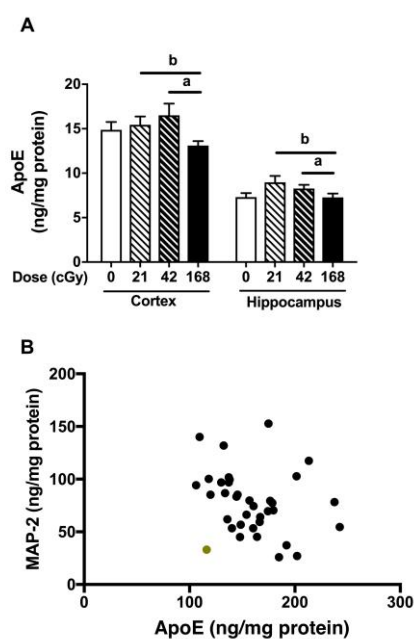 A
b
a
b
a
20
15
10
5
0
ApoE
(ng/mg protein)
Dose (cGy) 0 21 42 168 0 21 42 168
Cortex Hippocampus
B
200
150
100
50
0
MAP-2 (ng/mg protein)
0 100 200 300
ApoE (ng/mg protein)